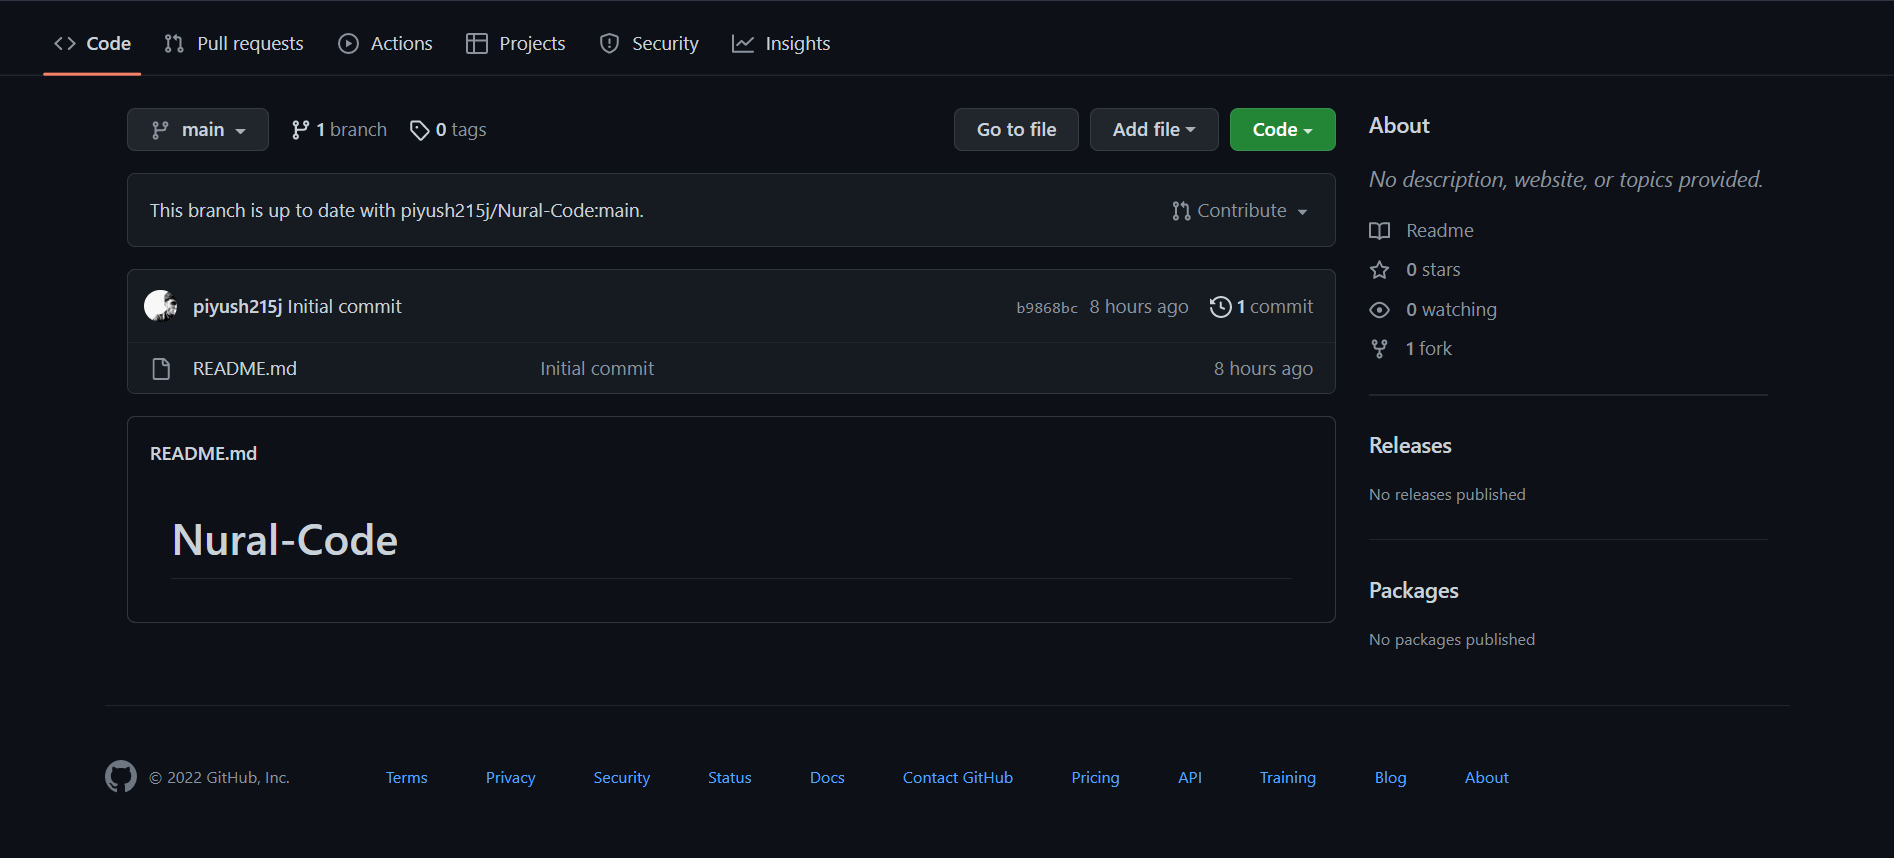 Code Pull requests Actions Projects Security Insights
main 1 branch 0 tags Go to file Add file Code
This branch is up to date with piyush215j/Nural-Code:main. Contribute
piyush215j Initial commit b9868bc 8 hours ago 1 commit
README.md Initial commit 8 hours ago
README.md
Nural-Code
About
No description, website, or topics provided.
Readme
0 stars
0 watching
1 fork
Releases
No releases published
Packages
No packages published
© 2022 GitHub, Inc. Terms Privacy Security Status Docs Contact GitHub Pricing API Training Blog About